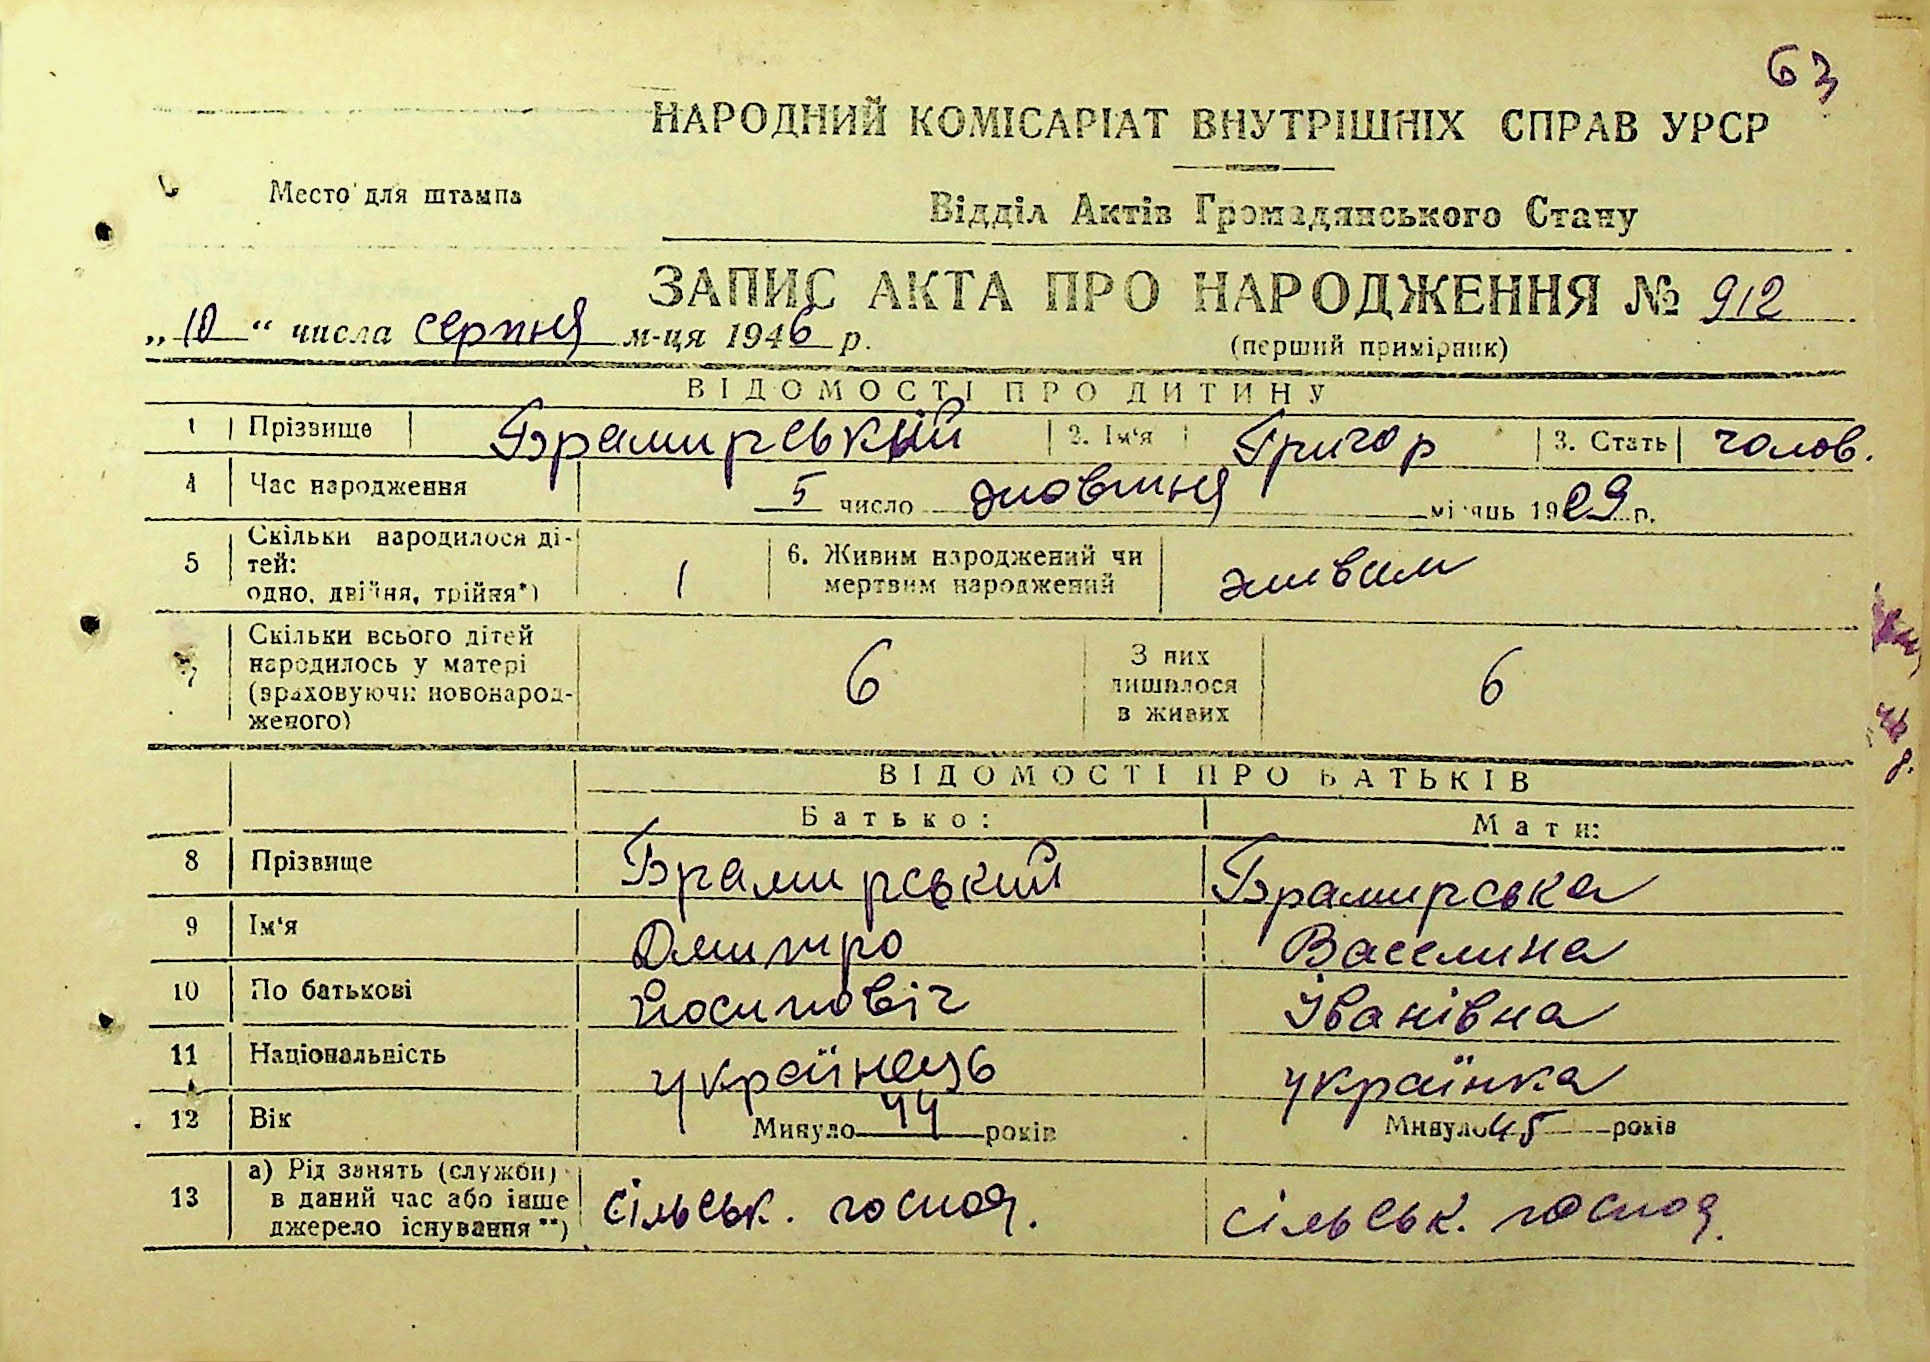 63
НАРОДНИЙ КОМІСАРІАТ ВНУТРІШНІХ СПРАВ УРСР
Место для штампа
Відділ Актів Громадянського Стану
ЗАПИС АКТА ПРО НАРОДЖЕННЯ № 912
„10“ числа серпня м-ця 1946 р.
(перший примірник)
ВІДОМОСТІ ПРО ДИТИНУ
1 Прізвище Брамирський 2. Ім'я Григор 3. Стать чолов.
4 Час народження 5 число жовтня місяць 1929 р.
5 Скільки народилося ді-
тей:
одно, двійня, трійня*) 1 6. Живим народжений чи
мертвим народжений живим
7 Скільки всього дітей
народилось у матері
(враховуючи новонарод-
женого) 6 З них
лишилося
в живих 6
ВІДОМОСТІ ПРО БАТЬКІВ
Батько: Мати:
8 Прізвище Брамирський Брамирська
9 Ім'я Дмитро Васелина
10 По батькові Йосиповіч Іванівна
11 Національність українець українка
12 Вік Минуло 44 років Минуло 45 років
13 а) Рід занять (служби)
в даний час або інше
джерело існування**) сільськ. господ. сільськ. господ.